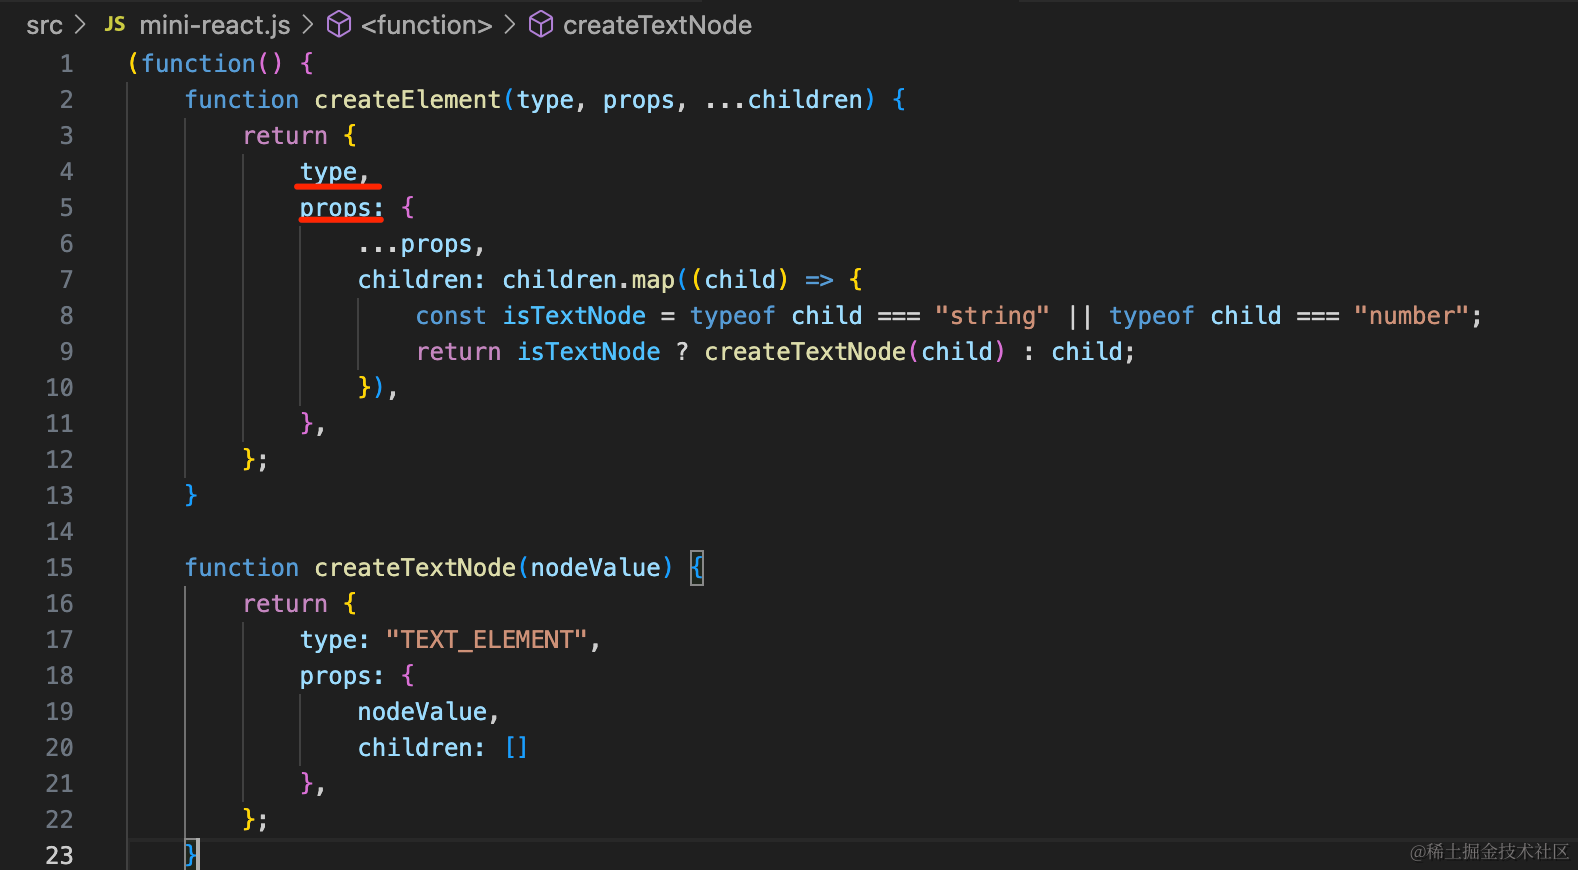 src > JS mini-react.js > <function> > createTextNode
1 (function() {
2 function createElement(type, props, ...children) {
3 return {
4 type,
5 props: {
6 ...props,
7 children: children.map((child) => {
8 const isTextNode = typeof child === "string" || typeof child === "number";
9 return isTextNode ? createTextNode(child) : child;
10 }),
11 },
12 };
13 }
14
15 function createTextNode(nodeValue) {
16 return {
17 type: "TEXT_ELEMENT",
18 props: {
19 nodeValue,
20 children: []
21 },
22 };
23 }
@稀土掘金技术社区